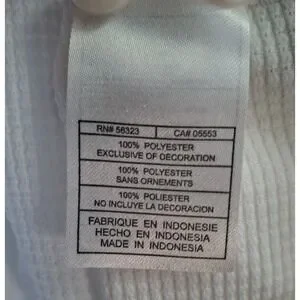 RN# 56323 CA# 05553
100% POLYESTER
EXCLUSIVE OF DECORATION
100% POLYESTER
SANS ORNEMENTS
100% POLIESTER
NO INCLUYE LA DECORACION
FABRIQUE EN INDONESIE
HECHO EN INDONESIA
MADE IN INDONESIA